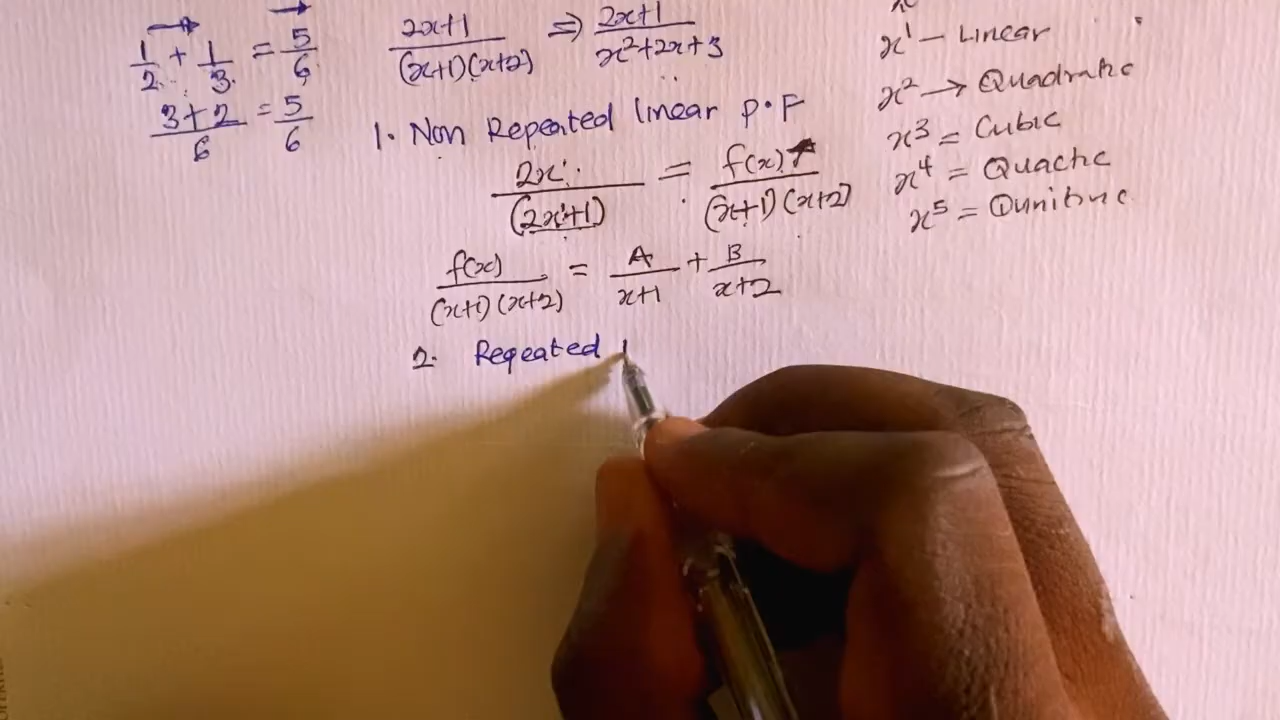 1/2 + 1/3 = 5/6
(3+2)/6 = 5/6
(2x+1)/((x+1)(x+2)) ⇒ (2x+1)/(x²+2x+3)
1. Non Repeated linear P.F
2x/(2x+1) = f(x)/((x+1)(x+2))
f(x)/((x+1)(x+2)) = A/(x+1) + B/(x+2)
2. Repeated
x¹ – Linear
x² → Quadratic
x³ = Cubic
x⁴ = Quactic
x⁵ =